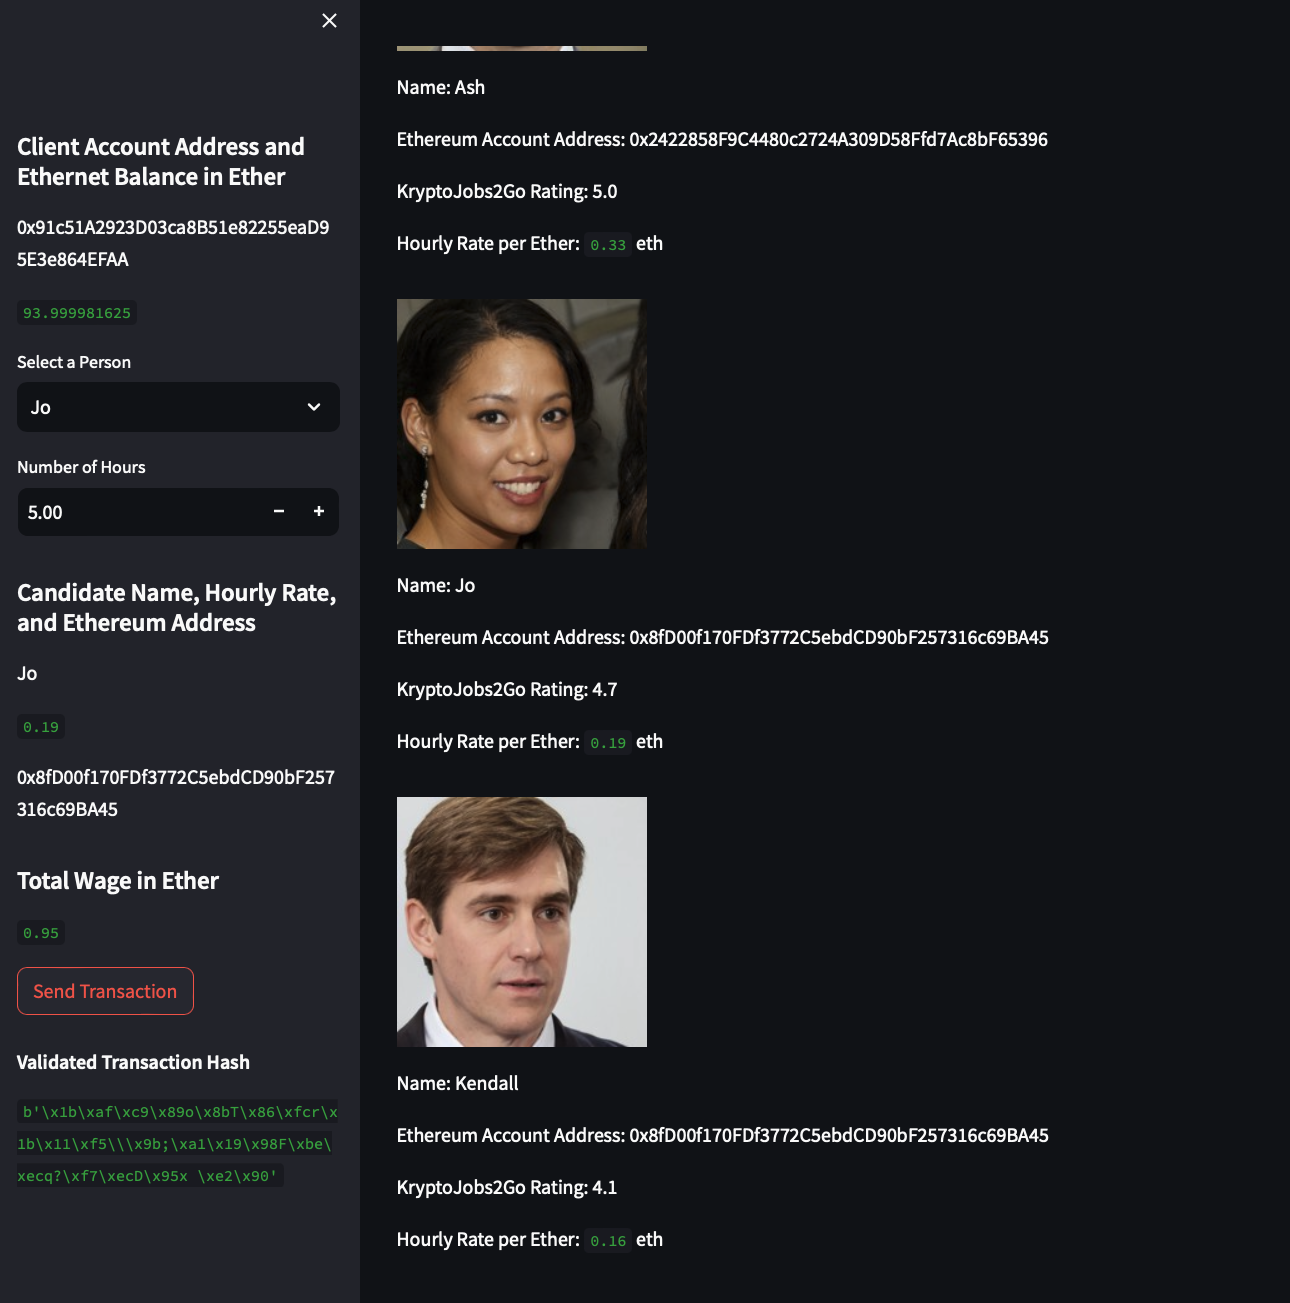 Client Account Address and
Ethernet Balance in Ether
0x91c51A2923D03ca8B51e82255eaD9
5E3e864EFAA
93.999981625
Select a Person
Jo
Number of Hours
5.00
Candidate Name, Hourly Rate,
and Ethereum Address
Jo
0.19
0x8fD00f170FDf3772C5ebdCD90bF257
316c69BA45
Total Wage in Ether
0.95
Send Transaction
Validated Transaction Hash
b'\x1b\xaf\xc9\x89o\x8bT\x86\xfcr\x
1b\x11\xf5\\\x9b;\xa1\x19\x98F\xbe\
xecq?\xf7\xecD\x95x \xe2\x90'
Name: Ash
Ethereum Account Address: 0x2422858F9C4480c2724A309D58Ffd7Ac8bF65396
KryptoJobs2Go Rating: 5.0
Hourly Rate per Ether: 0.33 eth
Name: Jo
Ethereum Account Address: 0x8fD00f170FDf3772C5ebdCD90bF257316c69BA45
KryptoJobs2Go Rating: 4.7
Hourly Rate per Ether: 0.19 eth
Name: Kendall
Ethereum Account Address: 0x8fD00f170FDf3772C5ebdCD90bF257316c69BA45
KryptoJobs2Go Rating: 4.1
Hourly Rate per Ether: 0.16 eth